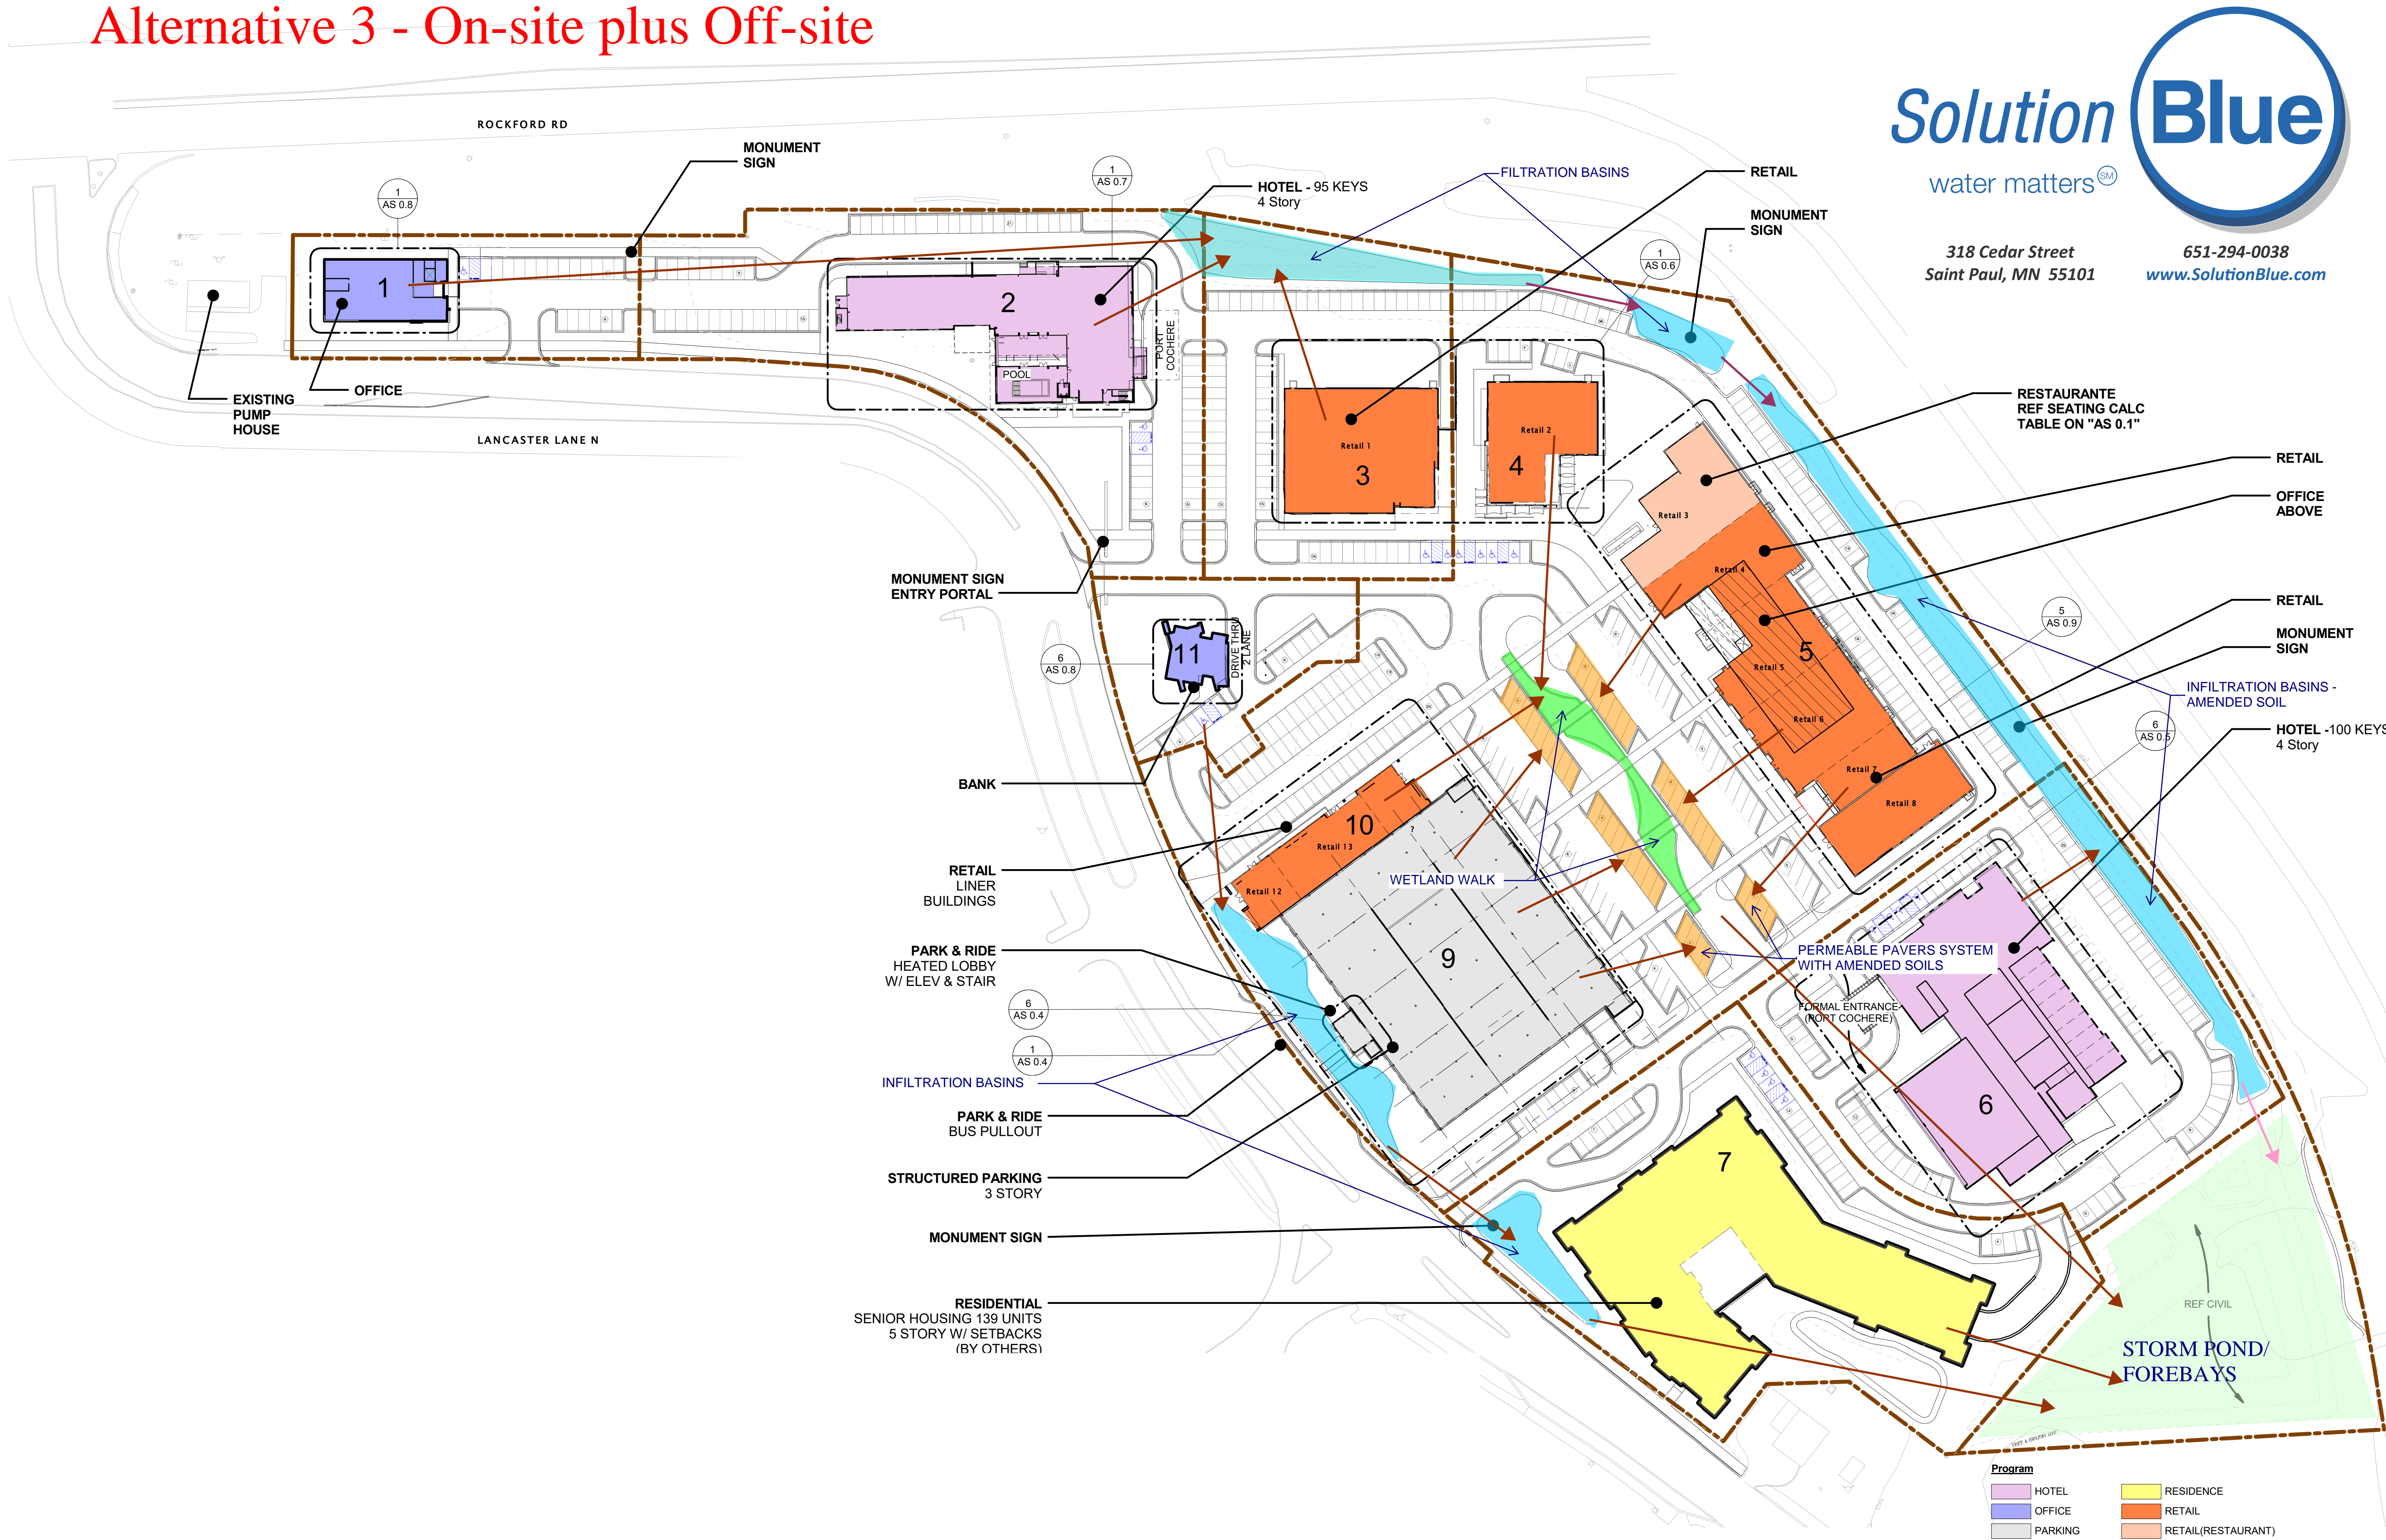 Alternative 3 - On-site plus Off-site
Solution Blue
water matters SM
318 Cedar Street
Saint Paul, MN 55101
651-294-0038
www.SolutionBlue.com
ROCKFORD RD
MONUMENT
SIGN
1
AS 0.8
1
AS 0.7
HOTEL - 95 KEYS
4 Story
FILTRATION BASINS
RETAIL
MONUMENT
SIGN
1
AS 0.6
1
2
PORT
COCHERE
POOL
EXISTING
PUMP
HOUSE
OFFICE
LANCASTER LANE N
RESTAURANTE
REF SEATING CALC
TABLE ON "AS 0.1"
Retail 1
3
Retail 2
4
RETAIL
OFFICE
ABOVE
Retail 3
Retail 4
MONUMENT SIGN
ENTRY PORTAL
RETAIL
5
AS 0.9
MONUMENT
SIGN
11
DRIVE THRU
2 LANE
6
AS 0.8
5
Retail 5
Retail 6
Retail 7
Retail 8
INFILTRATION BASINS -
AMENDED SOIL
6
AS 0.5
HOTEL -100 KEYS
4 Story
BANK
10
Retail 13
Retail 12
RETAIL
LINER
BUILDINGS
WETLAND WALK
PARK & RIDE
HEATED LOBBY
W/ ELEV & STAIR
9
PERMEABLE PAVERS SYSTEM
WITH AMENDED SOILS
FORMAL ENTRANCE
(PORT COCHERE)
6
AS 0.4
1
AS 0.4
INFILTRATION BASINS
6
PARK & RIDE
BUS PULLOUT
7
STRUCTURED PARKING
3 STORY
MONUMENT SIGN
RESIDENTIAL
SENIOR HOUSING 139 UNITS
5 STORY W/ SETBACKS
(BY OTHERS)
REF CIVIL
STORM POND/
FOREBAYS
Program
HOTEL
RESIDENCE
OFFICE
RETAIL
PARKING
RETAIL(RESTAURANT)